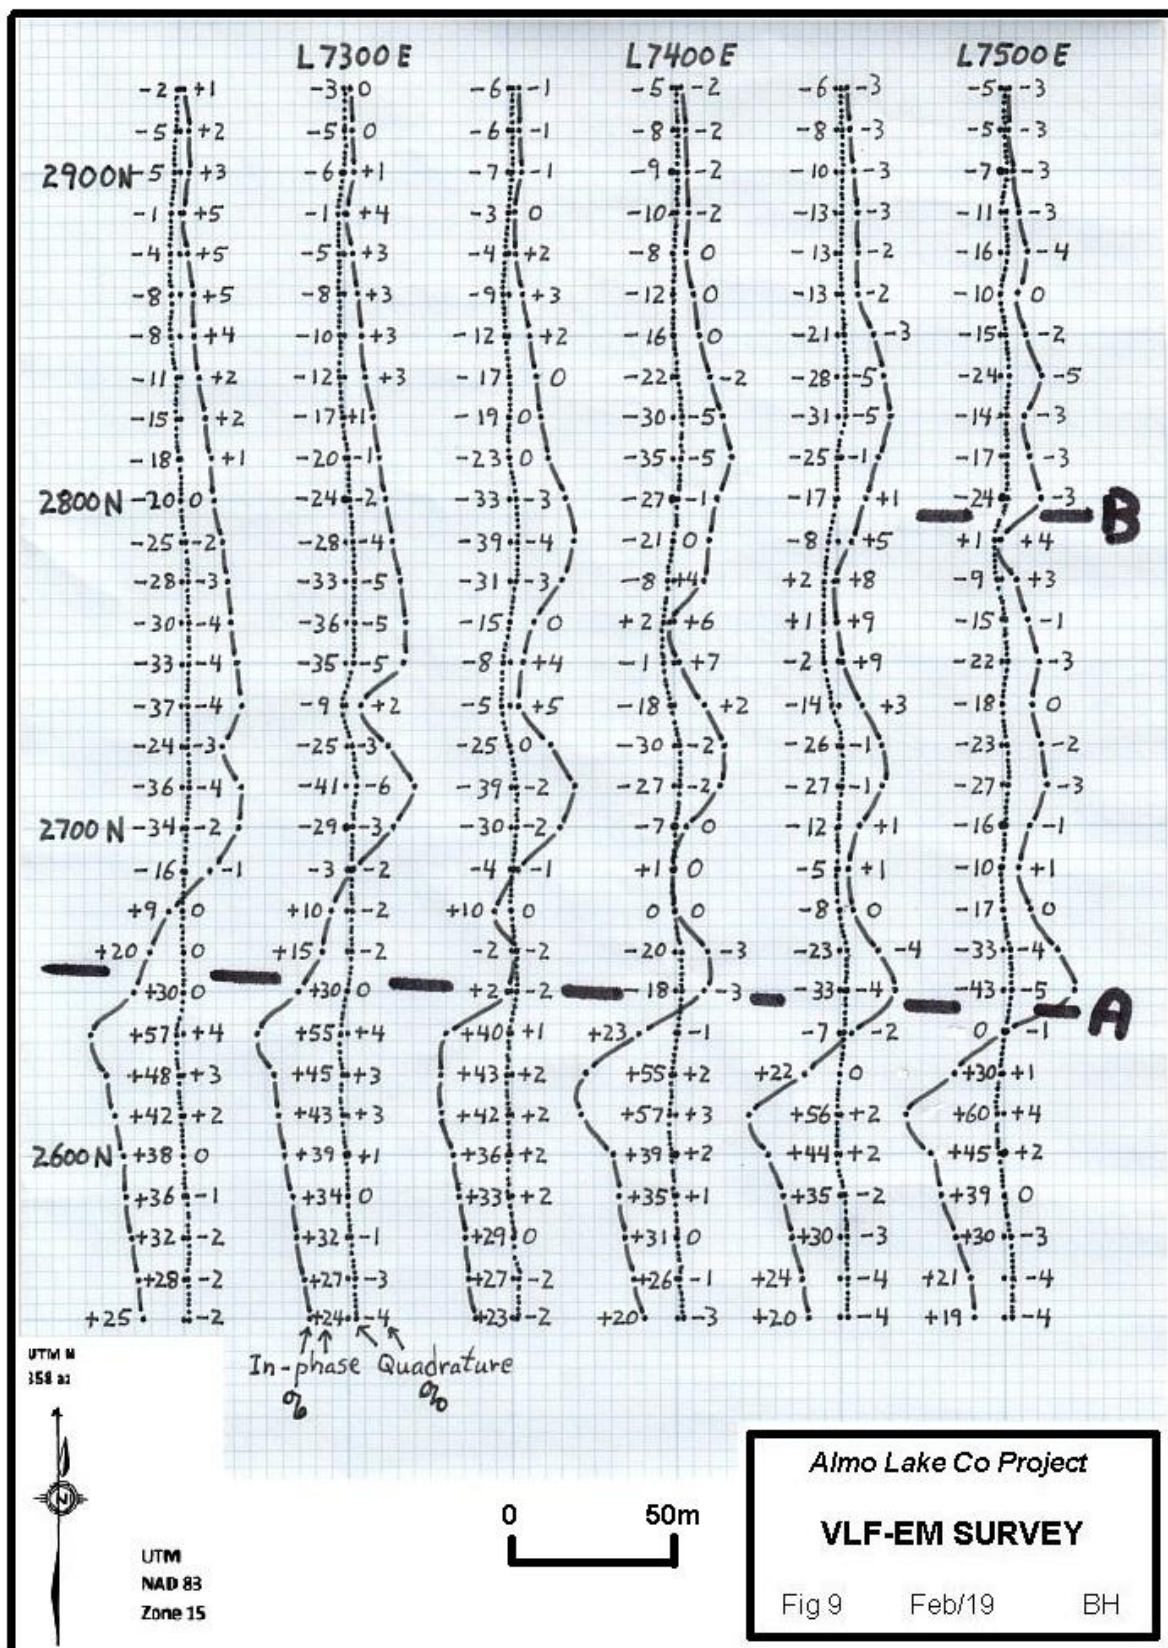 L7300E L7400E L7500E
-2 +1 -3 0 -6 -1 -5 -2 -6 -3 -5 -3
-5 +2 -5 0 -6 -1 -8 -2 -8 -3 -5 -3
2900N -5 +3 -6 +1 -7 -1 -9 -2 -10 -3 -7 -3
-1 +5 -1 +4 -3 0 -10 -2 -13 -3 -11 -3
-4 +5 -5 +3 -4 +2 -8 0 -13 -2 -16 -4
-8 +5 -8 +3 -9 +3 -12 0 -13 -2 -10 0
-8 +4 -10 +3 -12 +2 -16 0 -21 -3 -15 -2
-11 +2 -12 +3 -17 0 -22 -2 -28 -5 -24 -5
-15 +2 -17 +1 -19 0 -30 -5 -31 -5 -14 -3
-18 +1 -20 -1 -23 0 -35 -5 -25 -1 -17 -3
2800N -20 0 -24 -2 -33 -3 -27 -1 -17 +1 -24 -3
B
-25 -2 -28 -4 -39 -4 -21 0 -8 +5 +1 +4
-28 -3 -33 -5 -31 -3 -8 +4 +2 +8 -9 +3
-30 -4 -36 -5 -15 0 +2 +6 +1 +9 -15 -1
-33 -4 -35 -5 -8 +4 -1 +7 -2 +9 -22 -3
-37 -4 -9 +2 -5 +5 -18 +2 -14 +3 -18 0
-24 -3 -25 -3 -25 0 -30 -2 -26 -1 -23 -2
-36 -4 -41 -6 -39 -2 -27 -2 -27 -1 -27 -3
2700N -34 -2 -29 -3 -30 -2 -7 0 -12 +1 -16 -1
-16 -1 -3 -2 -4 -1 +1 0 -5 +1 -10 +1
+9 0 +10 -2 +10 0 0 0 -8 0 -17 0
+20 0 +15 -2 -2 -2 -20 -3 -23 -4 -33 -4
+30 0 +30 0 +2 -2 -18 -3 -33 -4 -43 -5
A
+57 +4 +55 +4 +40 +1 +23 -1 -7 -2 0 -1
+48 +3 +45 +3 +43 +2 +55 +2 +22 0 +30 +1
+42 +2 +43 +3 +42 +2 +57 +3 +56 +2 +60 +4
2600N +38 0 +39 +1 +36 +2 +39 +2 +44 +2 +45 +2
+36 -1 +34 0 +33 +2 +35 +1 +35 -2 +39 0
+32 -2 +32 -1 +29 0 +31 0 +30 -3 +30 -3
+28 -2 +27 -3 +27 -2 +26 -1 +24 -4 +21 -4
+25 -2 +24 -4 +23 -2 +20 -3 +20 -4 +19 -4
In-phase Quadrature
% %
UTM N
N
UTM
NAD 83
Zone 15
0 50m
Almo Lake Co Project
VLF-EM SURVEY
Fig 9 Feb/19 BH